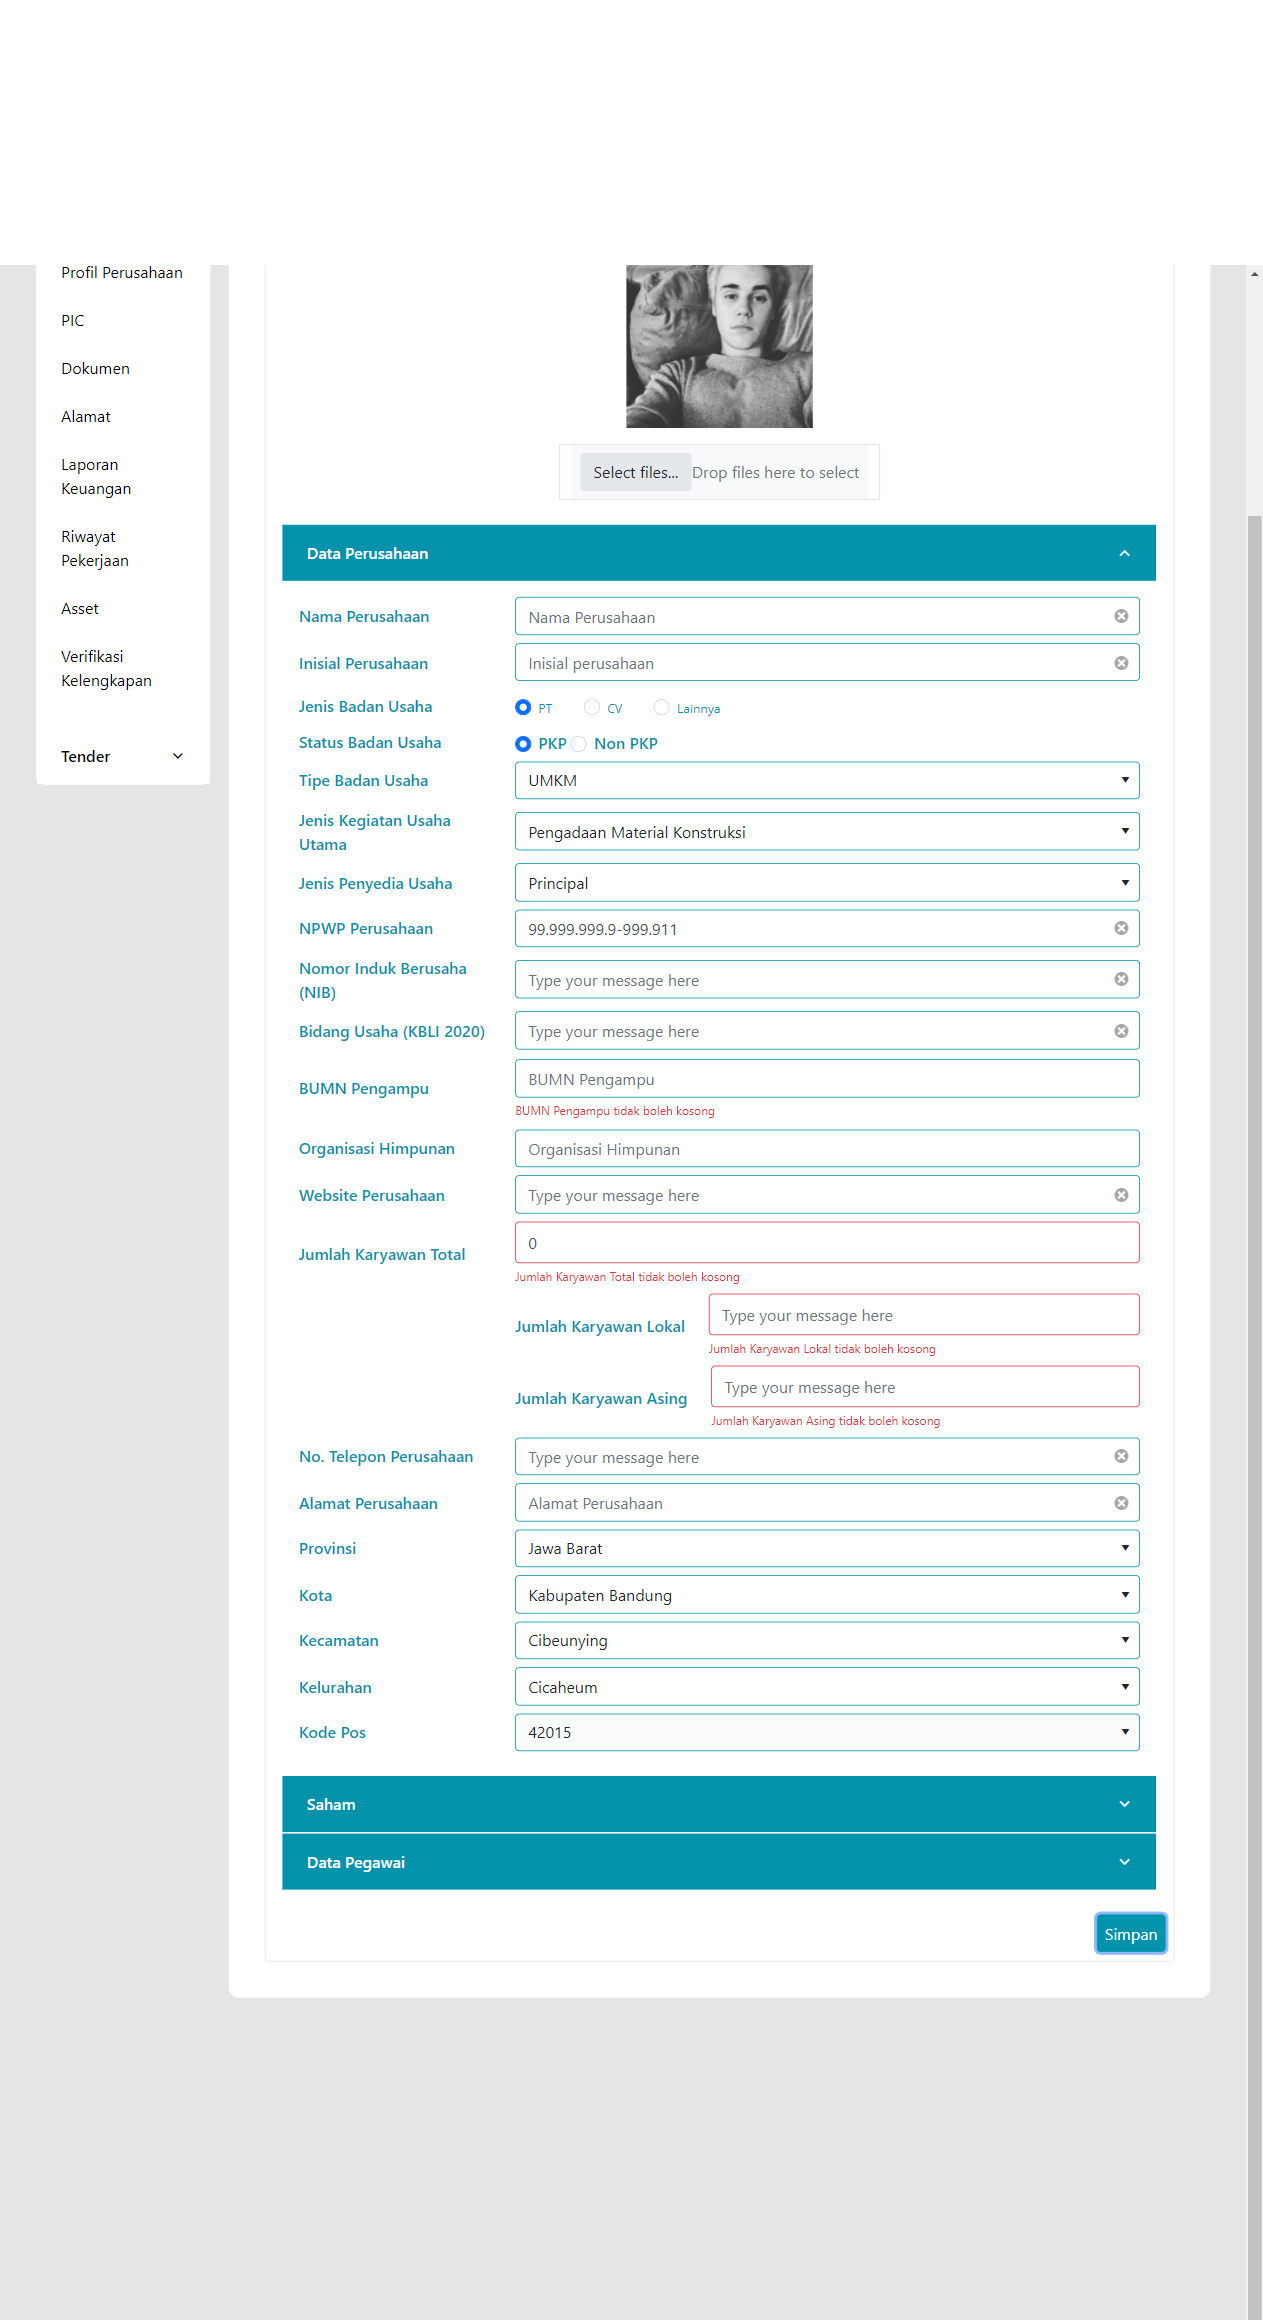 Profil Perusahaan
PIC
Dokumen
Alamat
Laporan
Keuangan
Riwayat
Pekerjaan
Asset
Verifikasi
Kelengkapan
Tender
Select files... Drop files here to select
Data Perusahaan
Nama Perusahaan Nama Perusahaan
Inisial Perusahaan Inisial perusahaan
Jenis Badan Usaha PT CV Lainnya
Status Badan Usaha PKP Non PKP
Tipe Badan Usaha UMKM
Jenis Kegiatan Usaha
Utama
Pengadaan Material Konstruksi
Jenis Penyedia Usaha Principal
NPWP Perusahaan 99.999.999.9-999.911
Nomor Induk Berusaha
(NIB)
Type your message here
Bidang Usaha (KBLI 2020) Type your message here
BUMN Pengampu BUMN Pengampu
BUMN Pengampu tidak boleh kosong
Organisasi Himpunan Organisasi Himpunan
Website Perusahaan Type your message here
Jumlah Karyawan Total 0
Jumlah Karyawan Total tidak boleh kosong
Jumlah Karyawan Lokal Type your message here
Jumlah Karyawan Lokal tidak boleh kosong
Jumlah Karyawan Asing Type your message here
Jumlah Karyawan Asing tidak boleh kosong
No. Telepon Perusahaan Type your message here
Alamat Perusahaan Alamat Perusahaan
Provinsi Jawa Barat
Kota Kabupaten Bandung
Kecamatan Cibeunying
Kelurahan Cicaheum
Kode Pos 42015
Saham
Data Pegawai
Simpan